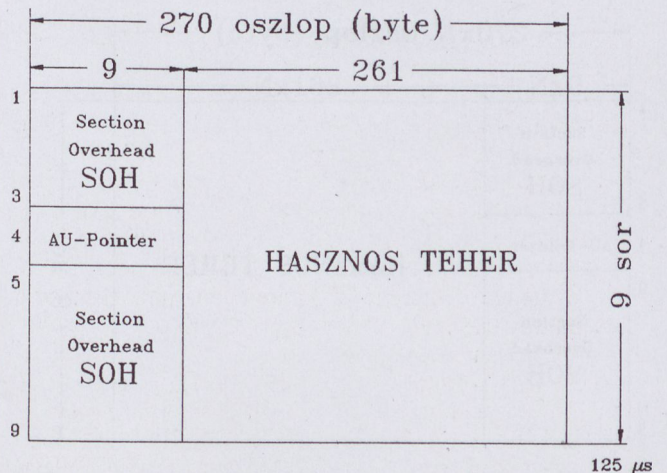 270 oszlop (byte)
9
261
1
Section
Overhead
SOH
3
4
AU-Pointer
HASZNOS TEHER
9 sor
5
Section
Overhead
SOH
9
125 μs